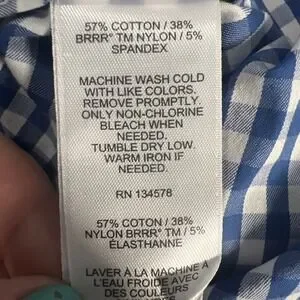 57% COTTON / 38%
BRRR° TM NYLON / 5%
SPANDEX
MACHINE WASH COLD
WITH LIKE COLORS.
REMOVE PROMPTLY.
ONLY NON-CHLORINE
BLEACH WHEN
NEEDED.
TUMBLE DRY LOW.
WARM IRON IF
NEEDED.
RN 134578
57% COTON / 38%
NYLON BRRR° TM / 5%
ÉLASTHANNE
LAVER À LA MACHINE À
L'EAU FROIDE AVEC
DES COULEURS